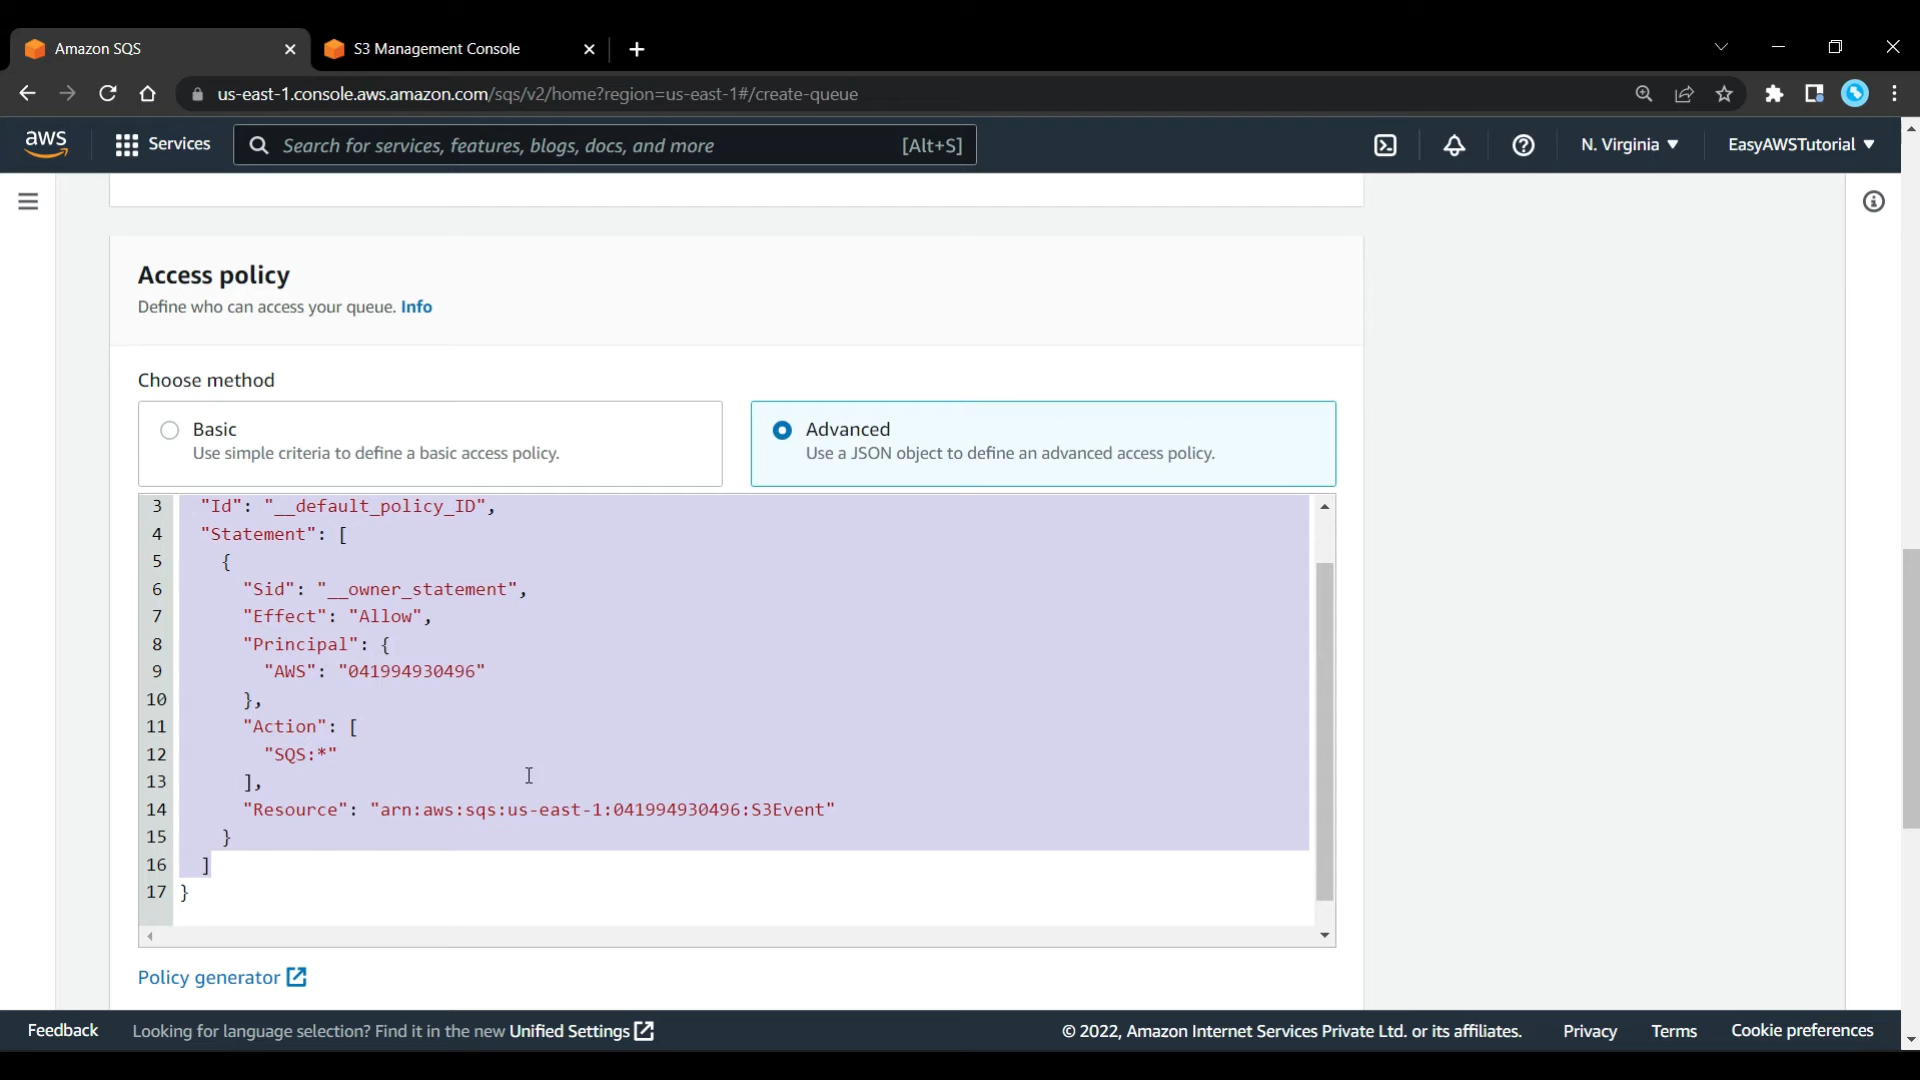 Amazon SQS
S3 Management Console
us-east-1.console.aws.amazon.com/sqs/v2/home?region=us-east-1#/create-queue
aws
Services
Search for services, features, blogs, docs, and more
[Alt+S]
N. Virginia
EasyAWSTutorial
Access policy
Define who can access your queue. Info
Choose method
Basic
Use simple criteria to define a basic access policy.
Advanced
Use a JSON object to define an advanced access policy.
3 "Id": "__default_policy_ID",
4 "Statement": [
5 {
6 "Sid": "__owner_statement",
7 "Effect": "Allow",
8 "Principal": {
9 "AWS": "041994930496"
10 },
11 "Action": [
12 "SQS:*"
13 ],
14 "Resource": "arn:aws:sqs:us-east-1:041994930496:S3Event"
15 }
16 ]
17 }
Policy generator
Feedback
Looking for language selection? Find it in the new Unified Settings
© 2022, Amazon Internet Services Private Ltd. or its affiliates.
Privacy
Terms
Cookie preferences